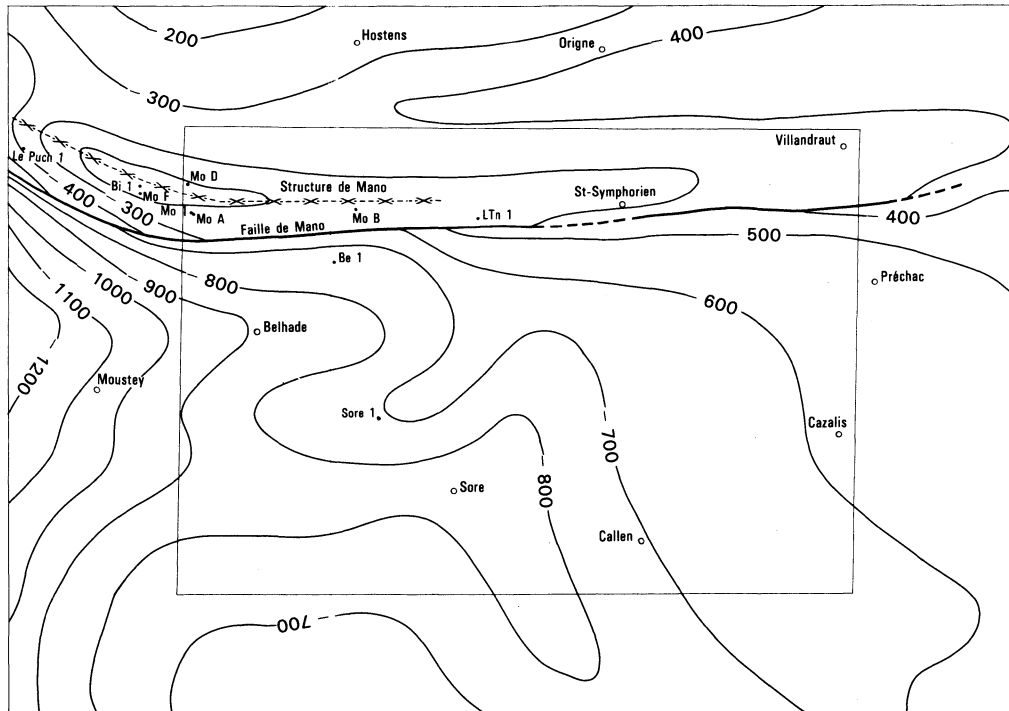 200
Hostens
Origne
400
300
Villandraut
Le Puch 1
Mo D
Bi 1
Mo F
Structure de Mano
St-Symphorien
400
Mo 1
Mo A
Mo B
LTn 1
300
Faille de Mano
400
500
Be 1
Préchac
800
900
1000
1100
600
Belhade
1200
Moustey
Sore 1
Cazalis
700
Sore
800
Callen
700